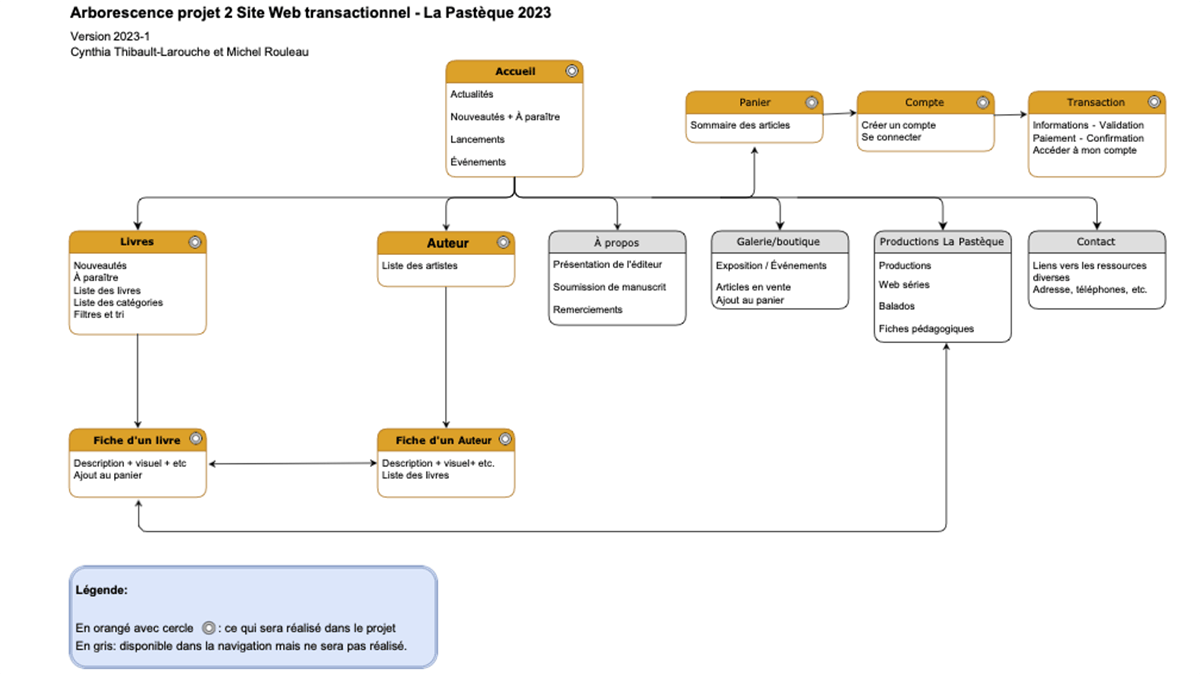 Arborescence projet 2 Site Web transactionnel - La Pastèque 2023
Version 2023-1
Cynthia Thibault-Larouche et Michel Rouleau
Accueil
Actualités
Nouveautés + À paraître
Lancements
Événements
Panier
Sommaire des articles
Compte
Créer un compte
Se connecter
Transaction
Informations - Validation
Paiement - Confirmation
Accéder à mon compte
Livres
Nouveautés
À paraître
Liste des livres
Liste des catégories
Filtres et tri
Auteur
Liste des artistes
À propos
Présentation de l'éditeur
Soumission de manuscrit
Remerciements
Galerie/boutique
Exposition / Événements
Articles en vente
Ajout au panier
Productions La Pastèque
Productions
Web séries
Balados
Fiches pédagogiques
Contact
Liens vers les ressources
diverses
Adresse, téléphones, etc.
Fiche d'un livre
Description + visuel + etc
Ajout au panier
Fiche d'un Auteur
Description + visuel+ etc.
Liste des livres
Légende:
En orangé avec cercle : ce qui sera réalisé dans le projet
En gris: disponible dans la navigation mais ne sera pas réalisé.